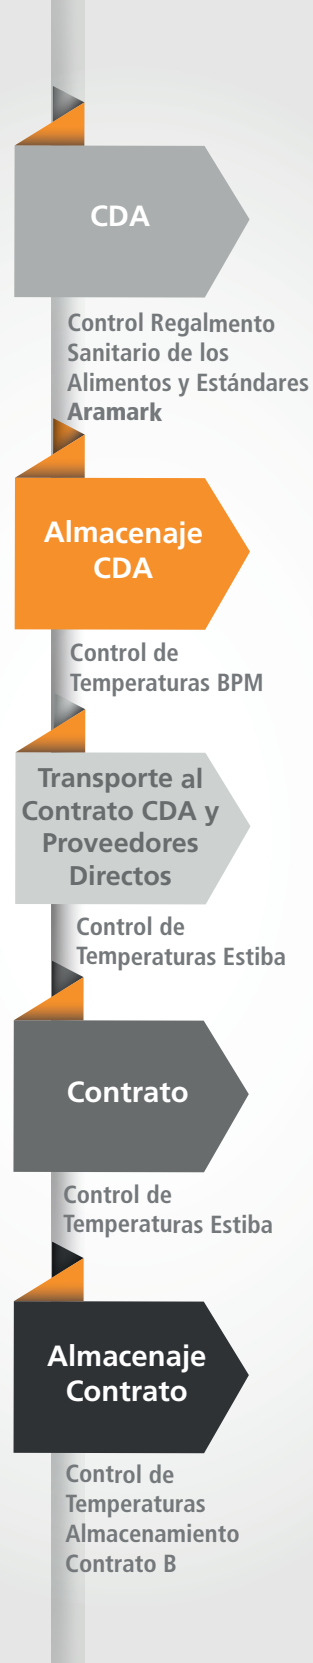 CDA
Control Regalmento
Sanitario de los
Alimentos y Estándares
Aramark
Almacenaje
CDA
Control de
Temperaturas BPM
Transporte al
Contrato CDA y
Proveedores
Directos
Control de
Temperaturas Estiba
Contrato
Control de
Temperaturas Estiba
Almacenaje
Contrato
Control de
Temperaturas
Almacenamiento
Contrato B